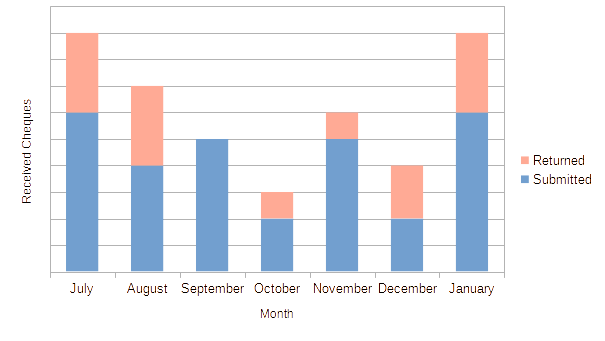 Received Cheques
Returned
Submitted
July August September October November December January
Month